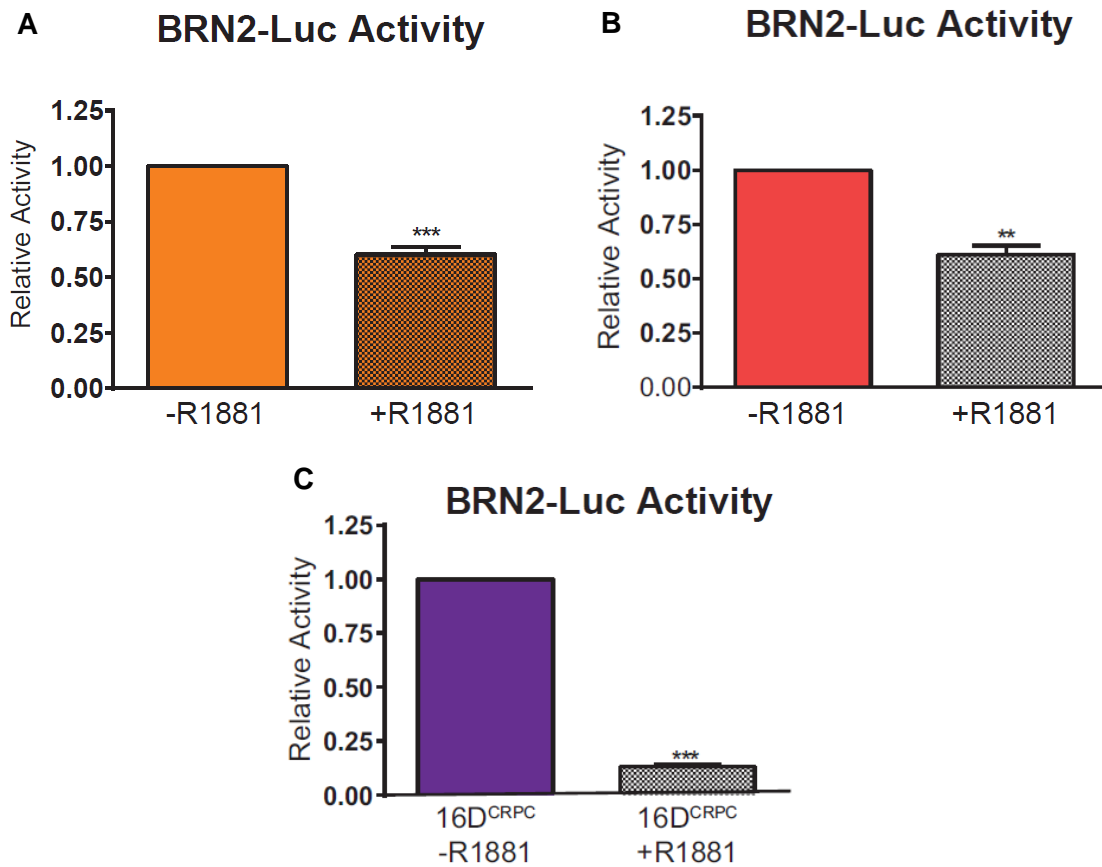 A
BRN2-Luc Activity
Relative Activity
1.25
1.00
0.75
0.50
0.25
0.00
***
-R1881
+R1881
B
BRN2-Luc Activity
Relative Activity
1.25
1.00
0.75
0.50
0.25
0.00
**
-R1881
+R1881
C
BRN2-Luc Activity
Relative Activity
1.25
1.00
0.75
0.50
0.25
0.00
***
16D^CRPC
-R1881
16D^CRPC
+R1881